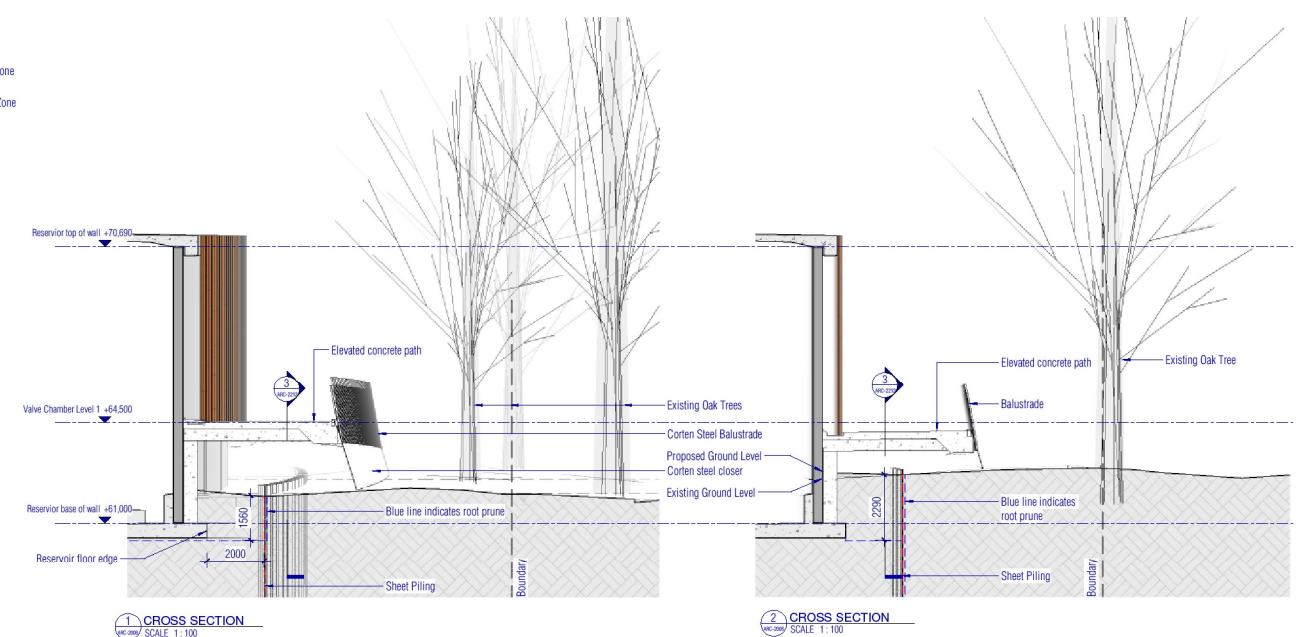 one
Zone
Reservior top of wall +70,690
Elevated concrete path
3
Valve Chamber Level 1 +64,500
Existing Oak Trees
Corten Steel Balustrade
Corten steel closer
Reservior base of wall +61,000
1560
Blue line indicates root prune
2000
Reservoir floor edge
Sheet Piling
Boundary
1 CROSS SECTION
SCALE 1 : 100
Elevated concrete path
Existing Oak Tree
3
Balustrade
Proposed Ground Level
Existing Ground Level
2290
Blue line indicates
root prune
Sheet Piling
Boundary
2 CROSS SECTION
SCALE 1 : 100